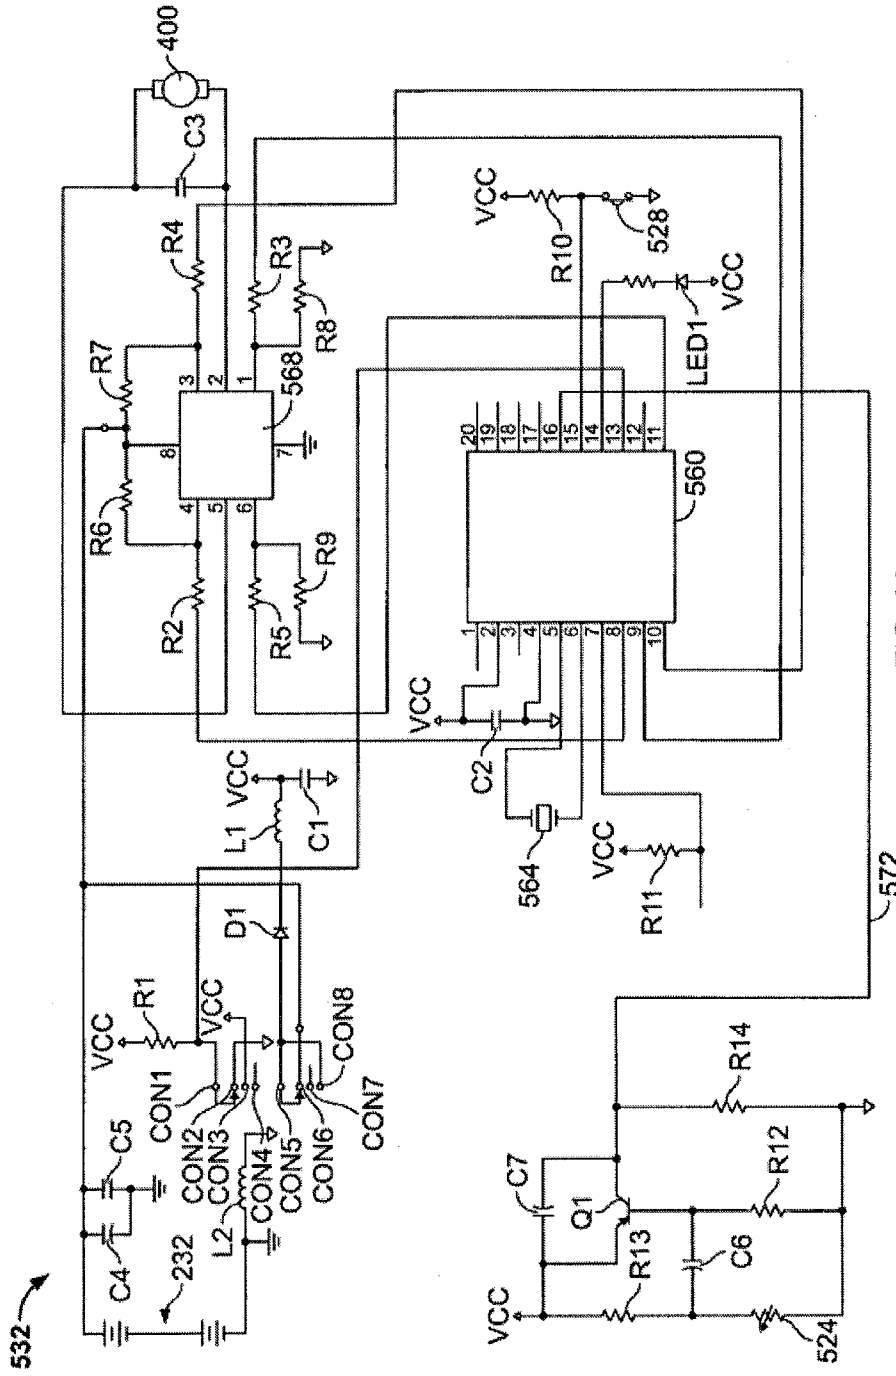 532
232
C4
C5
L2
VCC
R1
CON1
CON2
CON3
CON4
CON5
CON6
CON7
CON8
VCC
D1
L1
VCC
C1
R2
R6
R7
R4
C3
400
4
5
6
8
7
3
2
1
568
R5
R9
R3
R8
VCC
C2
564
VCC
R11
1
2
3
4
5
6
7
8
9
10
20
19
18
17
16
15
14
13
12
11
560
VCC
R10
528
LED1
VCC
572
VCC
C7
Q1
R13
C6
R12
R14
524